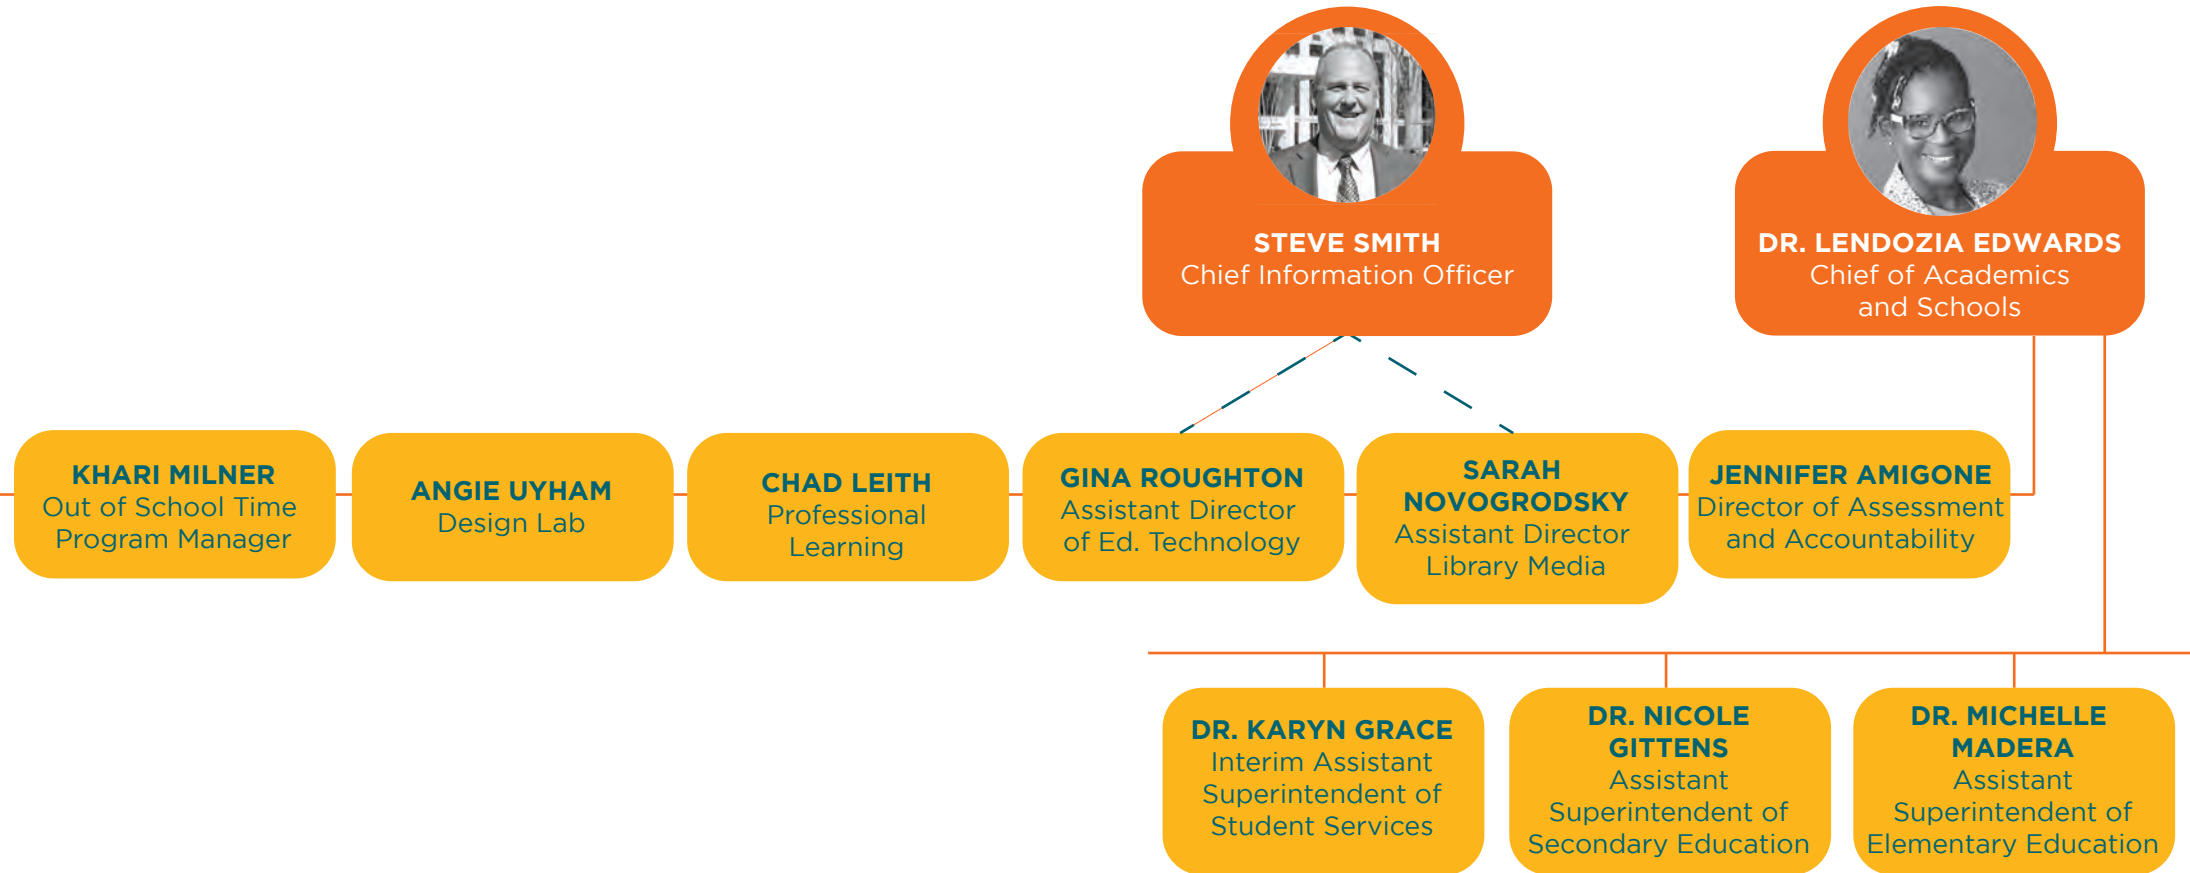 STEVE SMITH
Chief Information Officer
DR. LENDOZIA EDWARDS
Chief of Academics
and Schools
KHARI MILNER
Out of School Time
Program Manager
ANGIE UYHAM
Design Lab
CHAD LEITH
Professional
Learning
GINA ROUGHTON
Assistant Director
of Ed. Technology
SARAH
NOVOGRODSKY
Assistant Director
Library Media
JENNIFER AMIGONE
Director of Assessment
and Accountability
DR. KARYN GRACE
Interim Assistant
Superintendent of
Student Services
DR. NICOLE
GITTENS
Assistant
Superintendent of
Secondary Education
DR. MICHELLE
MADERA
Assistant
Superintendent of
Elementary Education